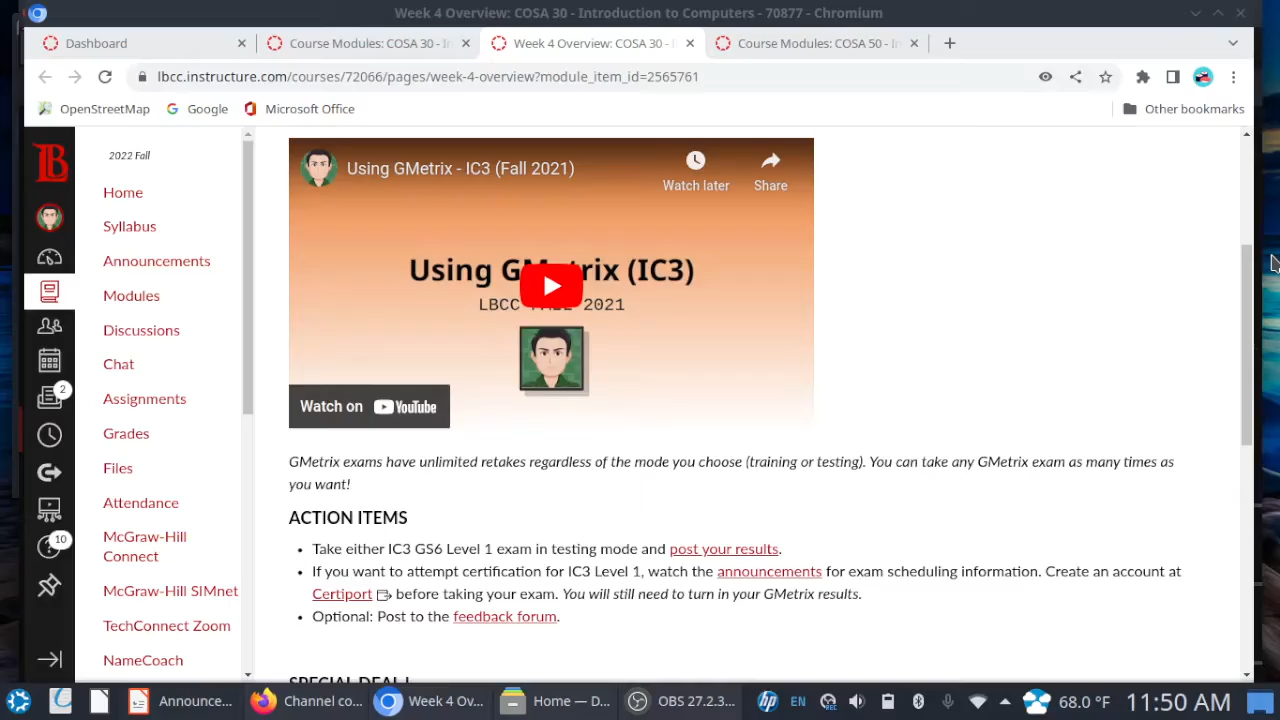 Week 4 Overview: COSA 30 - Introduction to Computers - 70877 - Chromium
Dashboard
Course Modules: COSA 30 - In
Week 4 Overview: COSA 30 - I
Course Modules: COSA 50 - In
lbcc.instructure.com/courses/72066/pages/week-4-overview?module_item_id=2565761
OpenStreetMap
Google
Microsoft Office
Other bookmarks
2022 Fall
Home
Syllabus
Announcements
Modules
Discussions
Chat
Assignments
Grades
Files
Attendance
McGraw-Hill
Connect
McGraw-Hill SIMnet
TechConnect Zoom
NameCoach
2
10
Using GMetrix - IC3 (Fall 2021)
Watch later
Share
Using GMetrix (IC3)
LBCC FALL 2021
Watch on YouTube
GMetrix exams have unlimited retakes regardless of the mode you choose (training or testing). You can take any GMetrix exam as many times as
you want!
ACTION ITEMS
• Take either IC3 GS6 Level 1 exam in testing mode and post your results.
• If you want to attempt certification for IC3 Level 1, watch the announcements for exam scheduling information. Create an account at
Certiport before taking your exam. You will still need to turn in your GMetrix results.
• Optional: Post to the feedback forum.
SPECIAL DEAL!
Announce...
Channel co...
Week 4 Ov...
Home — D...
OBS 27.2.3...
hp
EN
REC
68.0 °F
11:50 AM